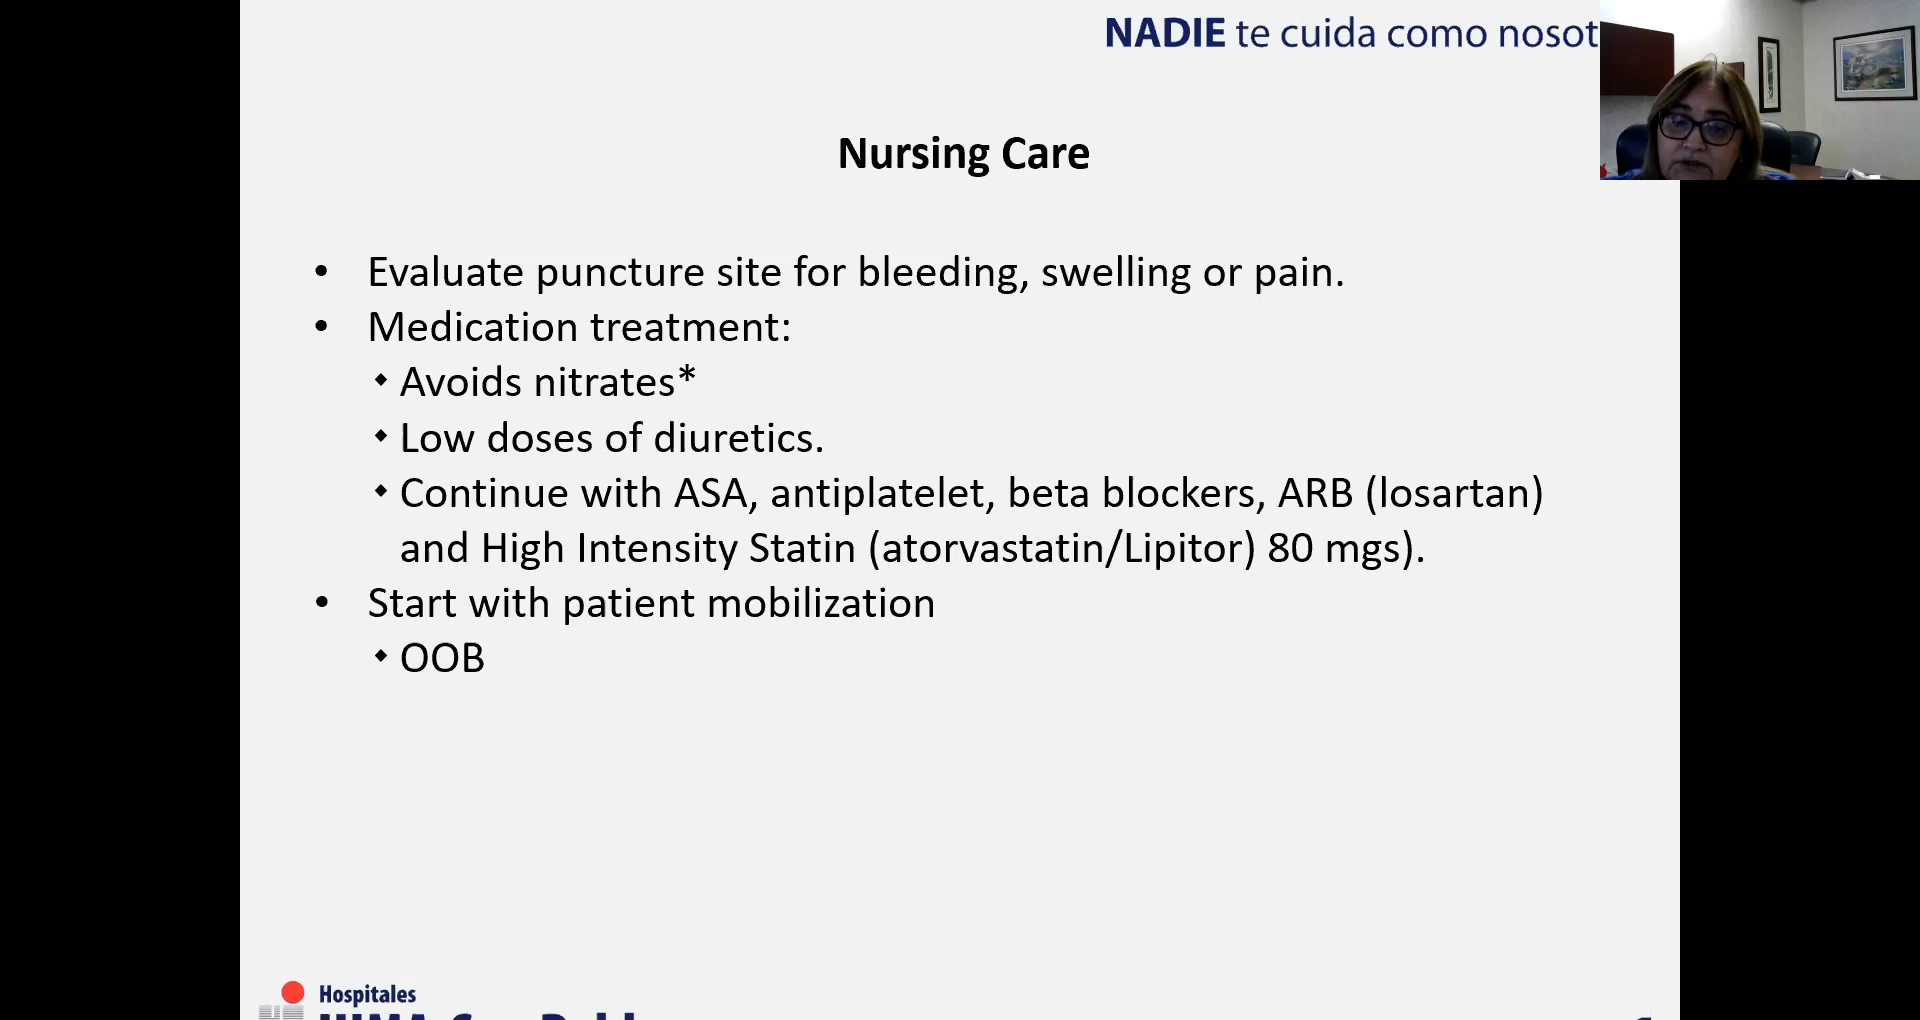 NADIE te cuida como nosot
Nursing Care
• Evaluate puncture site for bleeding, swelling or pain.
• Medication treatment:
◆ Avoids nitrates*
◆ Low doses of diuretics.
◆ Continue with ASA, antiplatelet, beta blockers, ARB (losartan)
and High Intensity Statin (atorvastatin/Lipitor) 80 mgs).
• Start with patient mobilization
◆ OOB
Hospitales